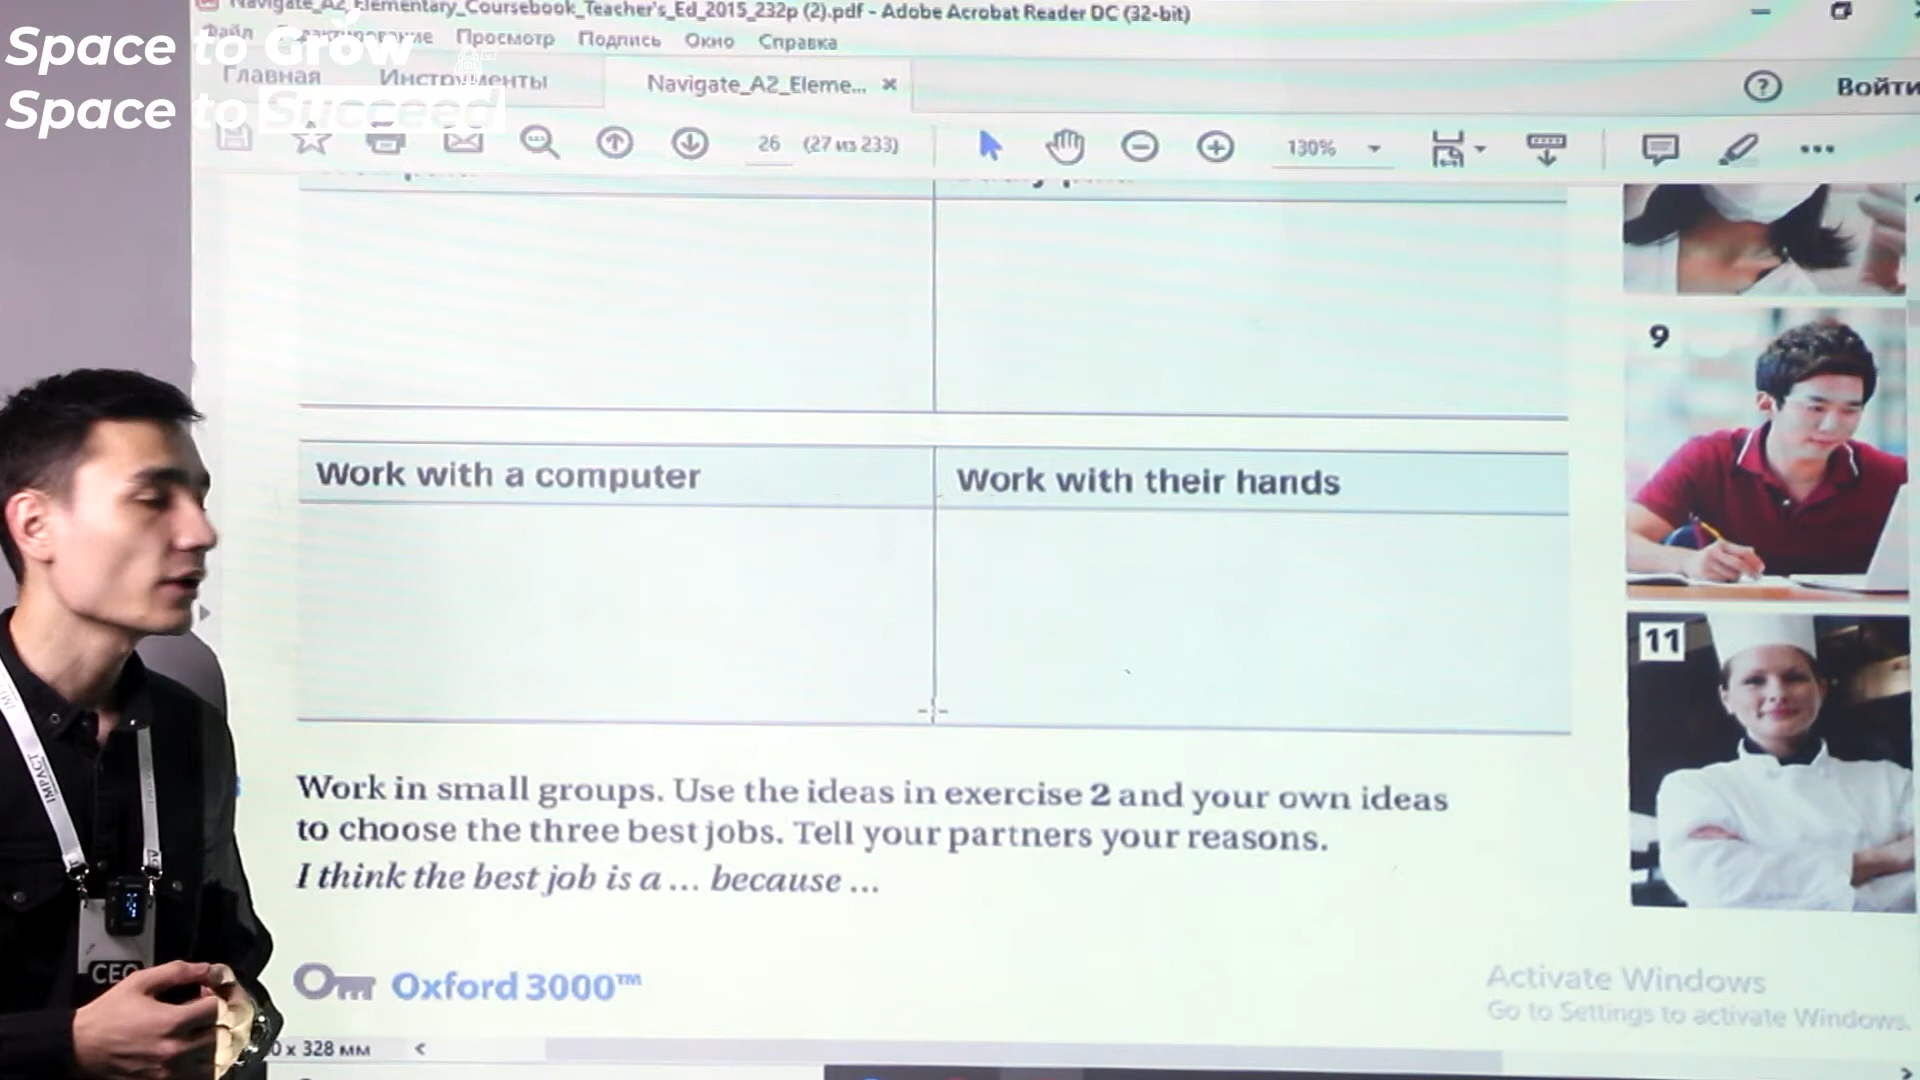 Navigate_A2_Elementary_Coursebook_Teacher's_Ed_2015_232p (2).pdf - Adobe Acrobat Reader DC (32-bit)
Файл Просмотр Подпись Окно Справка
Space to Grow
Space to Succeed
Главная Инструменты Navigate_A2_Eleme... ×
Войти
26 (27 из 233) 130%
9
Work with a computer Work with their hands
11
Work in small groups. Use the ideas in exercise 2 and your own ideas
to choose the three best jobs. Tell your partners your reasons.
I think the best job is a ... because ...
IMPACT
CEO
Oxford 3000™
Activate Windows
Go to Settings to activate Windows.
0 x 328 мм